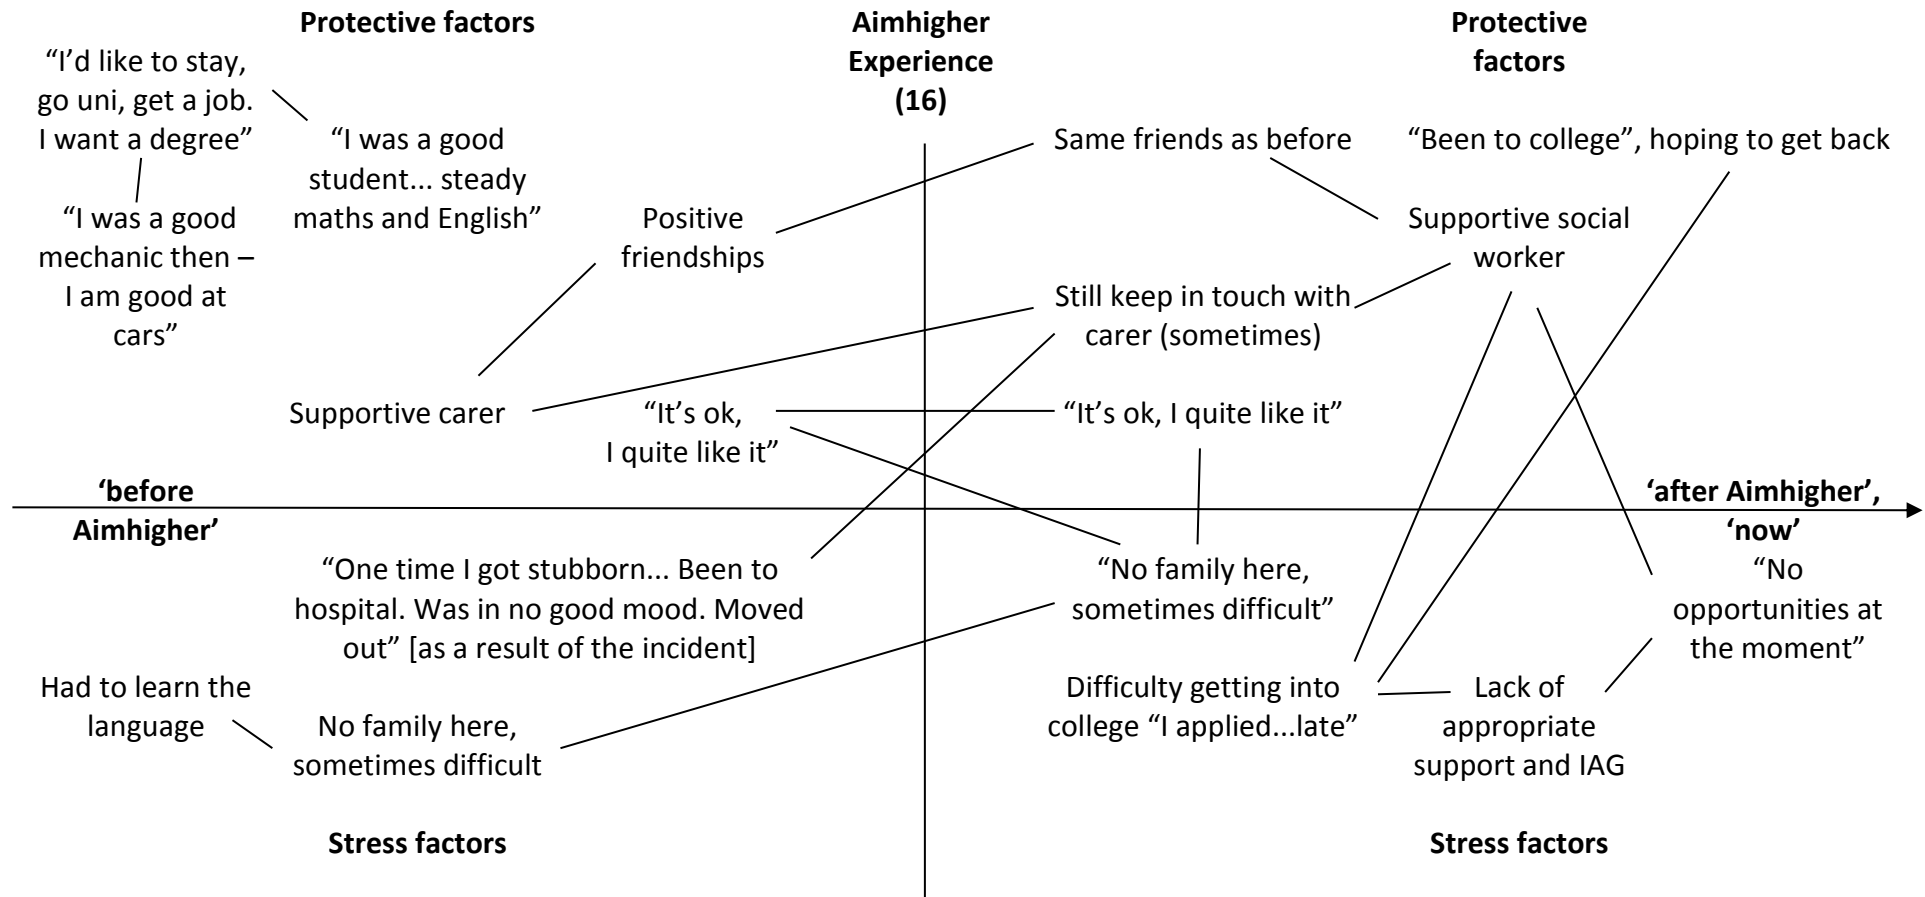 Protective factors
Aimhigher
Experience
(16)
Protective
factors
“I’d like to stay,
go uni, get a job.
I want a degree”
“I was a good
student... steady
maths and English”
“I was a good
mechanic then –
I am good at
cars”
Positive
friendships
Supportive carer
“It’s ok,
I quite like it”
Same friends as before
“Been to college”, hoping to get back
Supportive social
worker
Still keep in touch with
carer (sometimes)
“It’s ok, I quite like it”
‘before
Aimhigher’
‘after Aimhigher’,
‘now’
“One time I got stubborn... Been to
hospital. Was in no good mood. Moved
out” [as a result of the incident]
Had to learn the
language
No family here,
sometimes difficult
“No family here,
sometimes difficult”
“No
opportunities at
the moment”
Difficulty getting into
college “I applied...late”
Lack of
appropriate
support and IAG
Stress factors
Stress factors